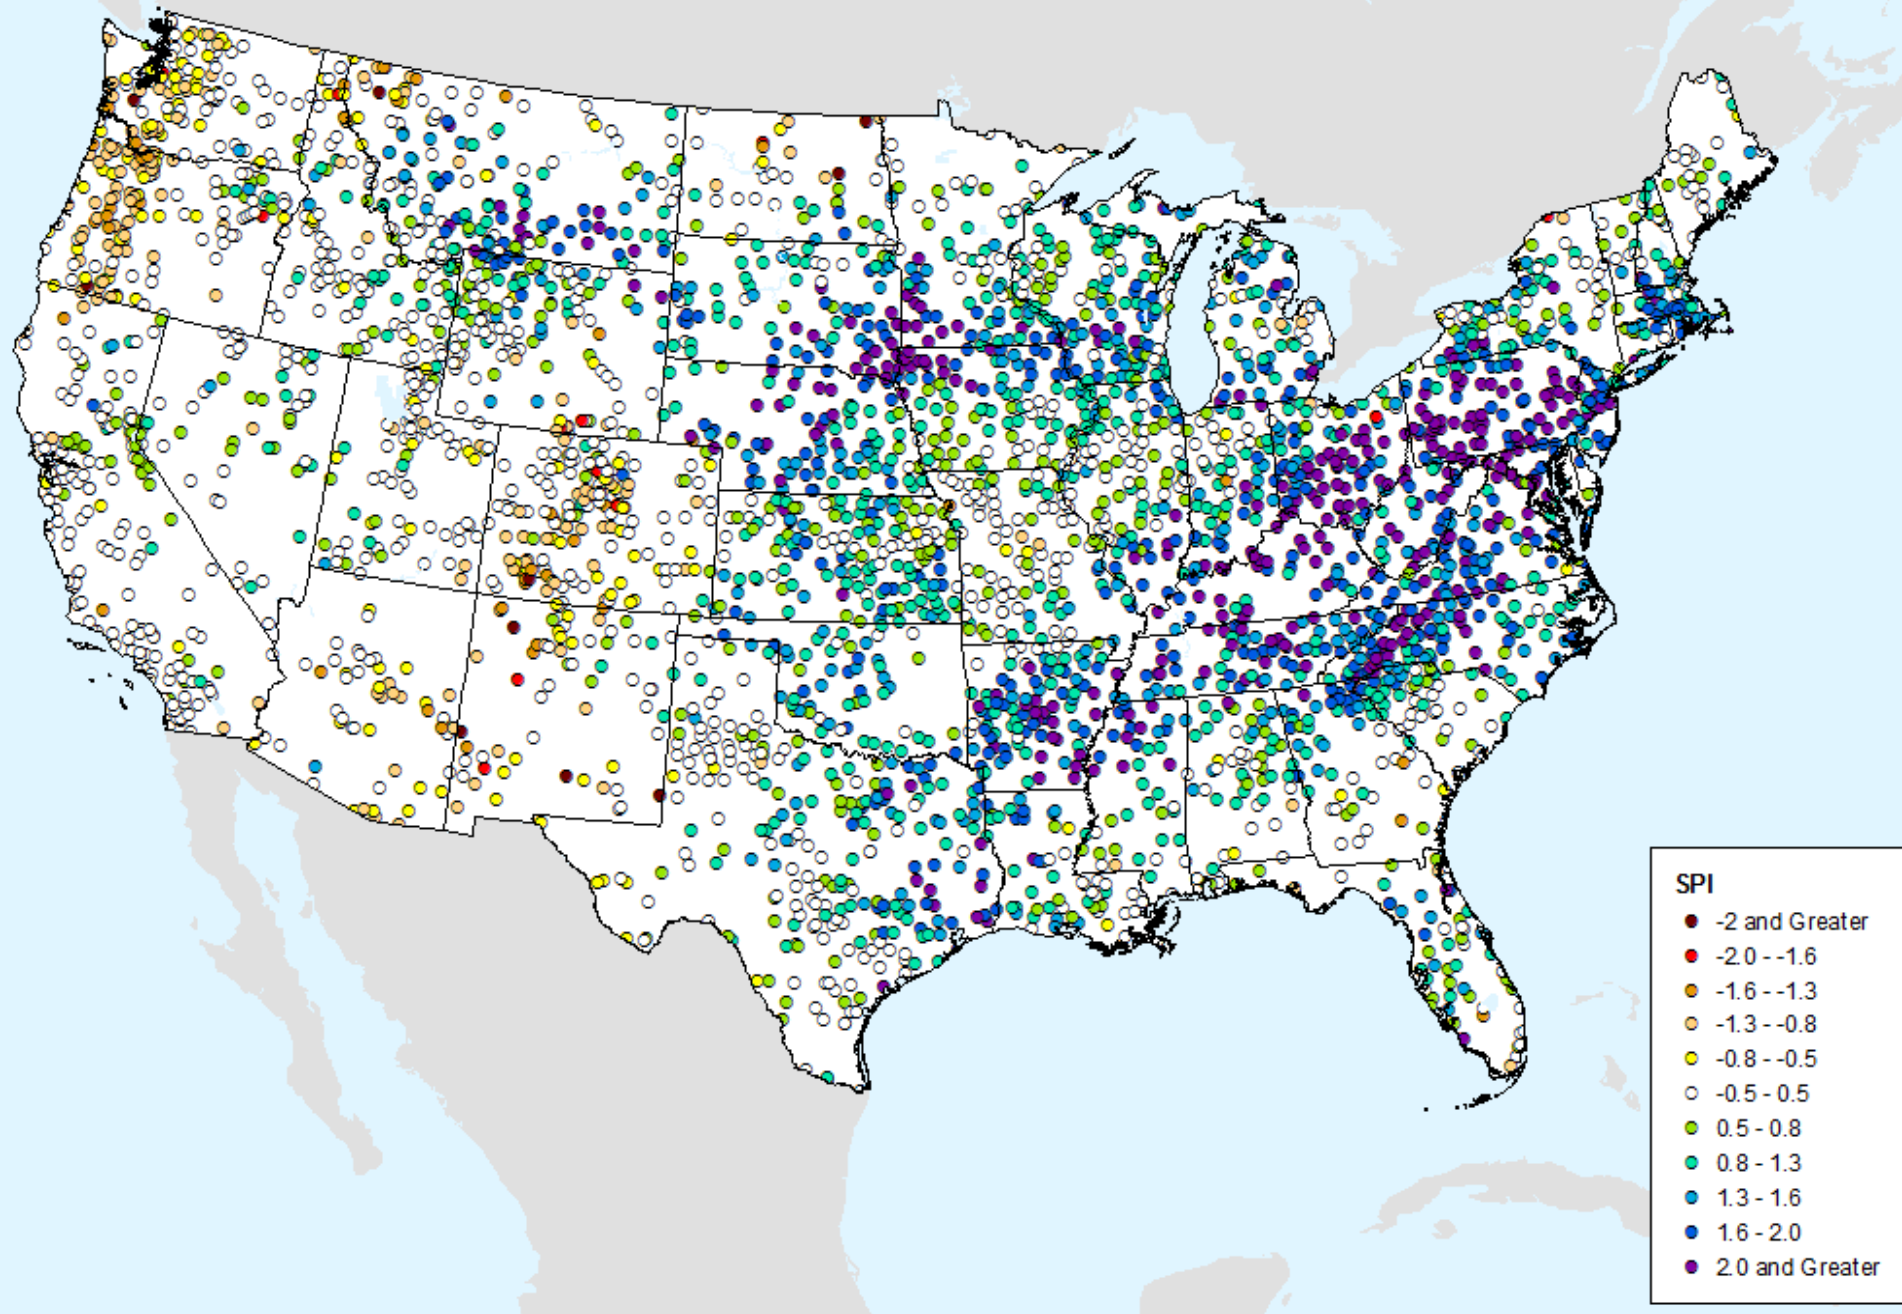 SPI
-2 and Greater
-2.0 - -1.6
-1.6 - -1.3
-1.3 - -0.8
-0.8 - -0.5
-0.5 - 0.5
0.5 - 0.8
0.8 - 1.3
1.3 - 1.6
1.6 - 2.0
2.0 and Greater